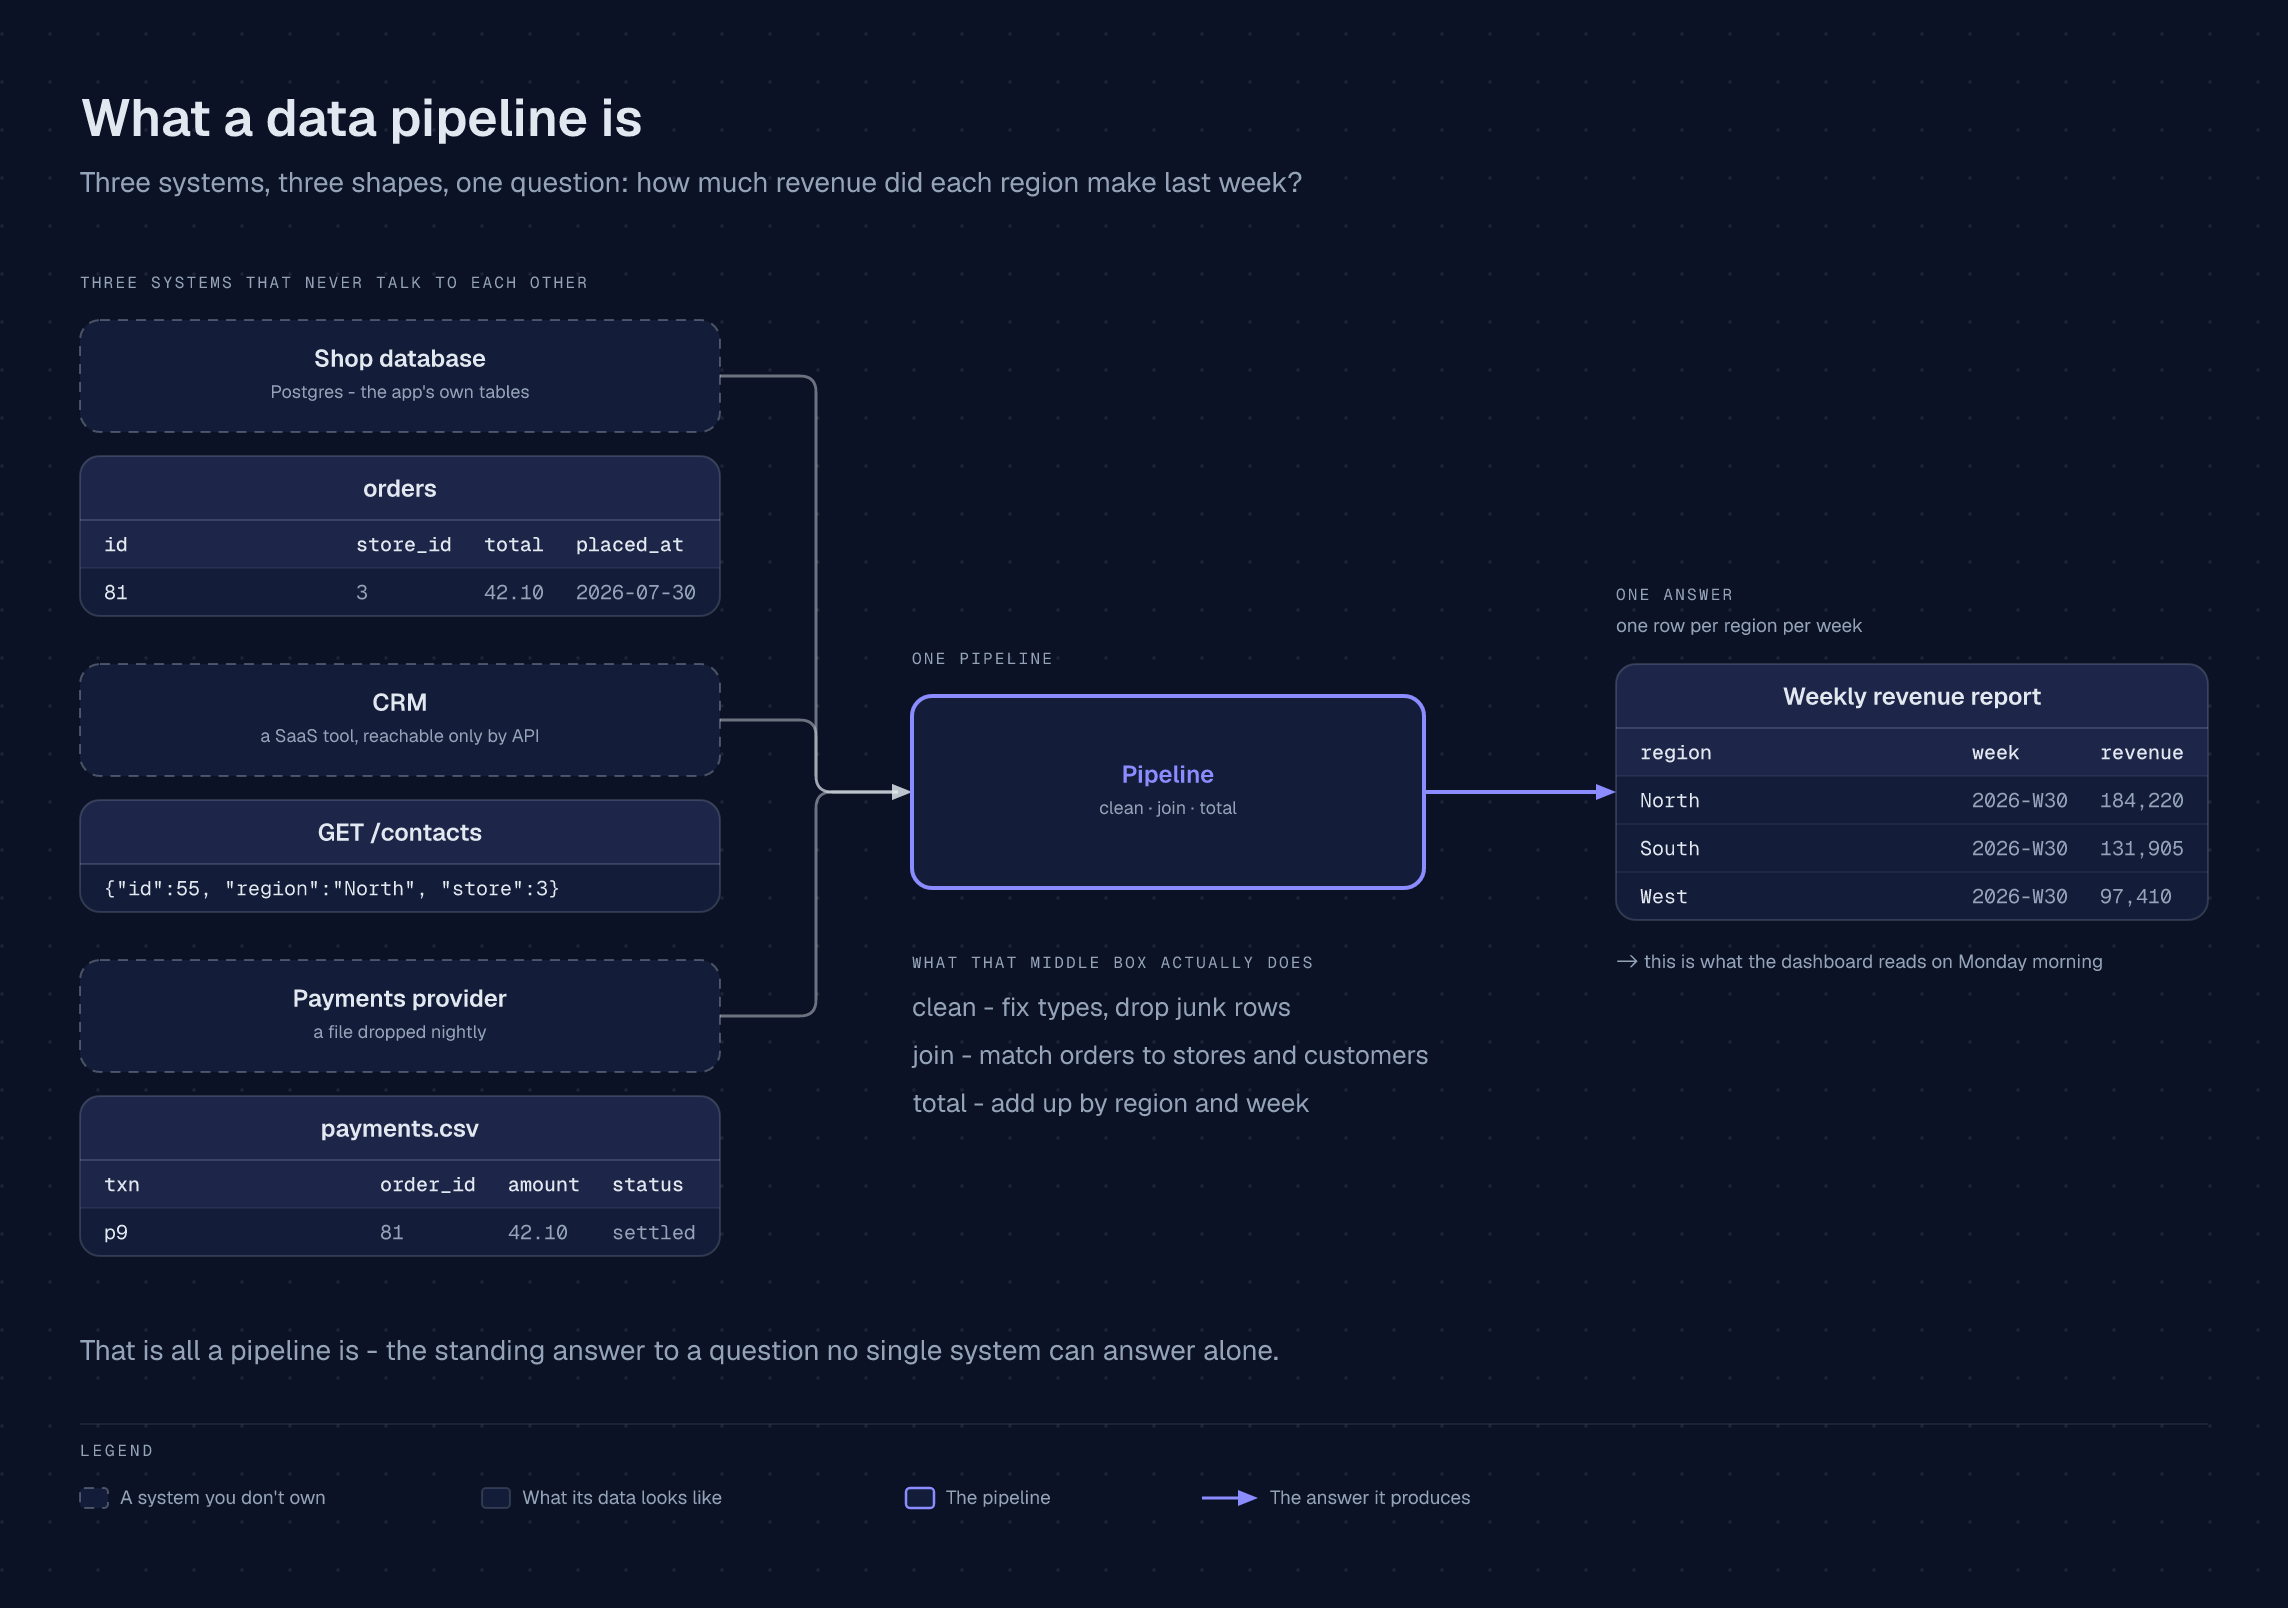 What a data pipeline is
Three systems, three shapes, one question: how much revenue did each region make last week?
THREE SYSTEMS THAT NEVER TALK TO EACH OTHER
Shop database
Postgres - the app's own tables
orders
id store_id total placed_at
81 3 42.10 2026-07-30
CRM
a SaaS tool, reachable only by API
GET /contacts
{"id":55, "region":"North", "store":3}
Payments provider
a file dropped nightly
payments.csv
txn order_id amount status
p9 81 42.10 settled
ONE PIPELINE
Pipeline
clean · join · total
WHAT THAT MIDDLE BOX ACTUALLY DOES
clean - fix types, drop junk rows
join - match orders to stores and customers
total - add up by region and week
ONE ANSWER
one row per region per week
Weekly revenue report
region week revenue
North 2026-W30 184,220
South 2026-W30 131,905
West 2026-W30 97,410
→ this is what the dashboard reads on Monday morning
That is all a pipeline is - the standing answer to a question no single system can answer alone.
LEGEND
A system you don't own
What its data looks like
The pipeline
The answer it produces